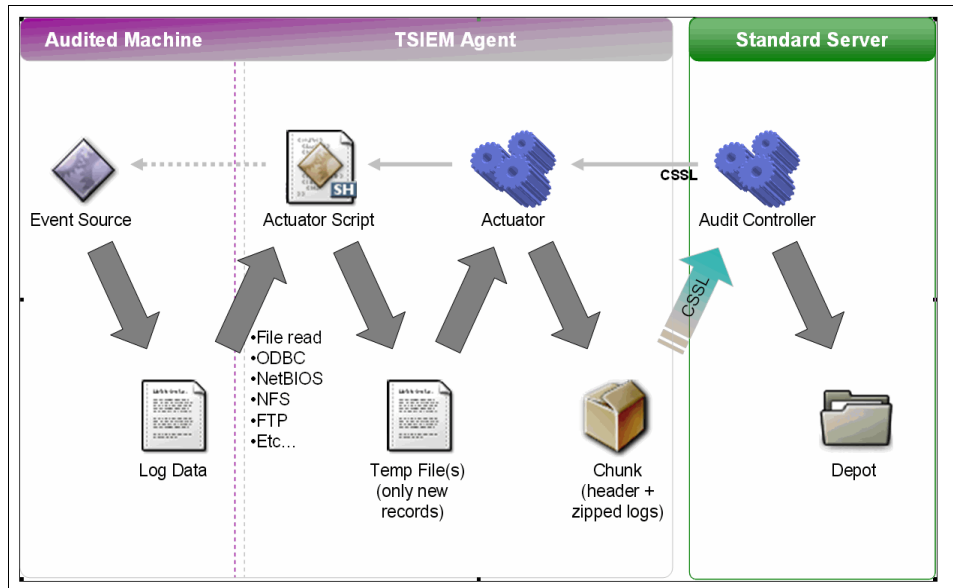 Audited Machine
TSIEM Agent
Standard Server
SH
CSSL
Event Source
Actuator Script
Actuator
Audit Controller
CSSL
•File read
•ODBC
•NetBIOS
•NFS
•FTP
•Etc...
Log Data
Temp File(s)
(only new
records)
Chunk
(header +
zipped logs)
Depot